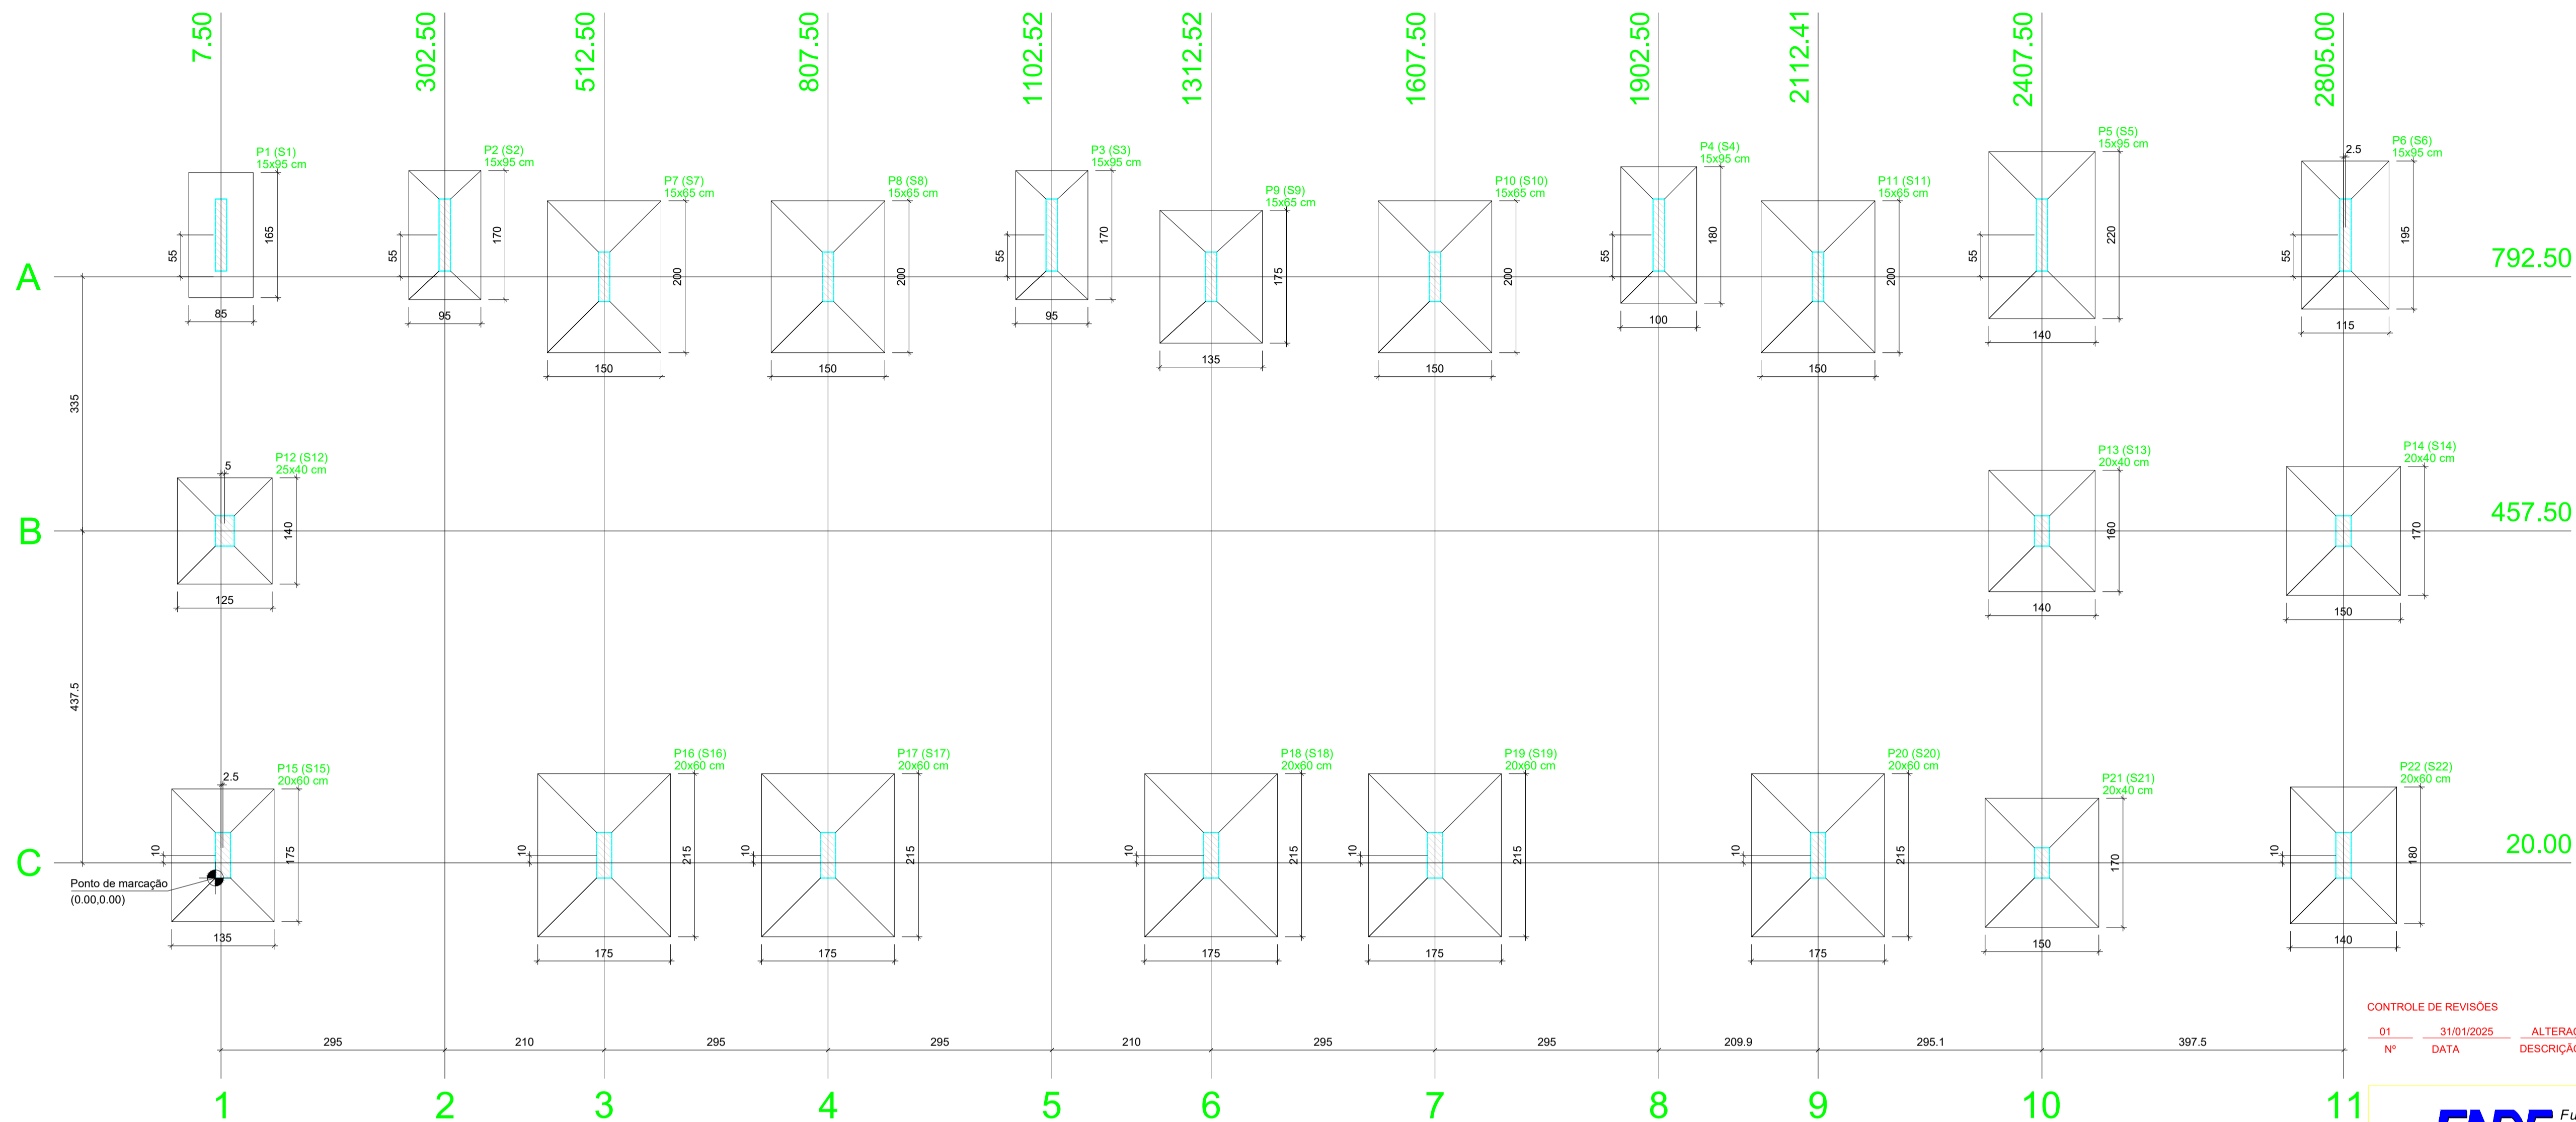 7.50
302.50
512.50
807.50
1102.52
1312.52
1607.50
1902.50
2112.41
2407.50
2805.00
P1 (S1)
15x95 cm
55
165
85
P2 (S2)
15x95 cm
55
170
95
P7 (S7)
15x65 cm
200
150
P8 (S8)
15x65 cm
200
150
P3 (S3)
15x95 cm
55
170
95
P9 (S9)
15x65 cm
175
135
P10 (S10)
15x65 cm
200
150
P4 (S4)
15x95 cm
55
180
100
P11 (S11)
15x65 cm
200
150
P5 (S5)
15x95 cm
55
220
140
P6 (S6)
15x95 cm
2.5
55
195
115
A
792.50
335
P12 (S12)
25x40 cm
5
140
125
P13 (S13)
20x40 cm
160
140
P14 (S14)
20x40 cm
170
150
B
457.50
437.5
P15 (S15)
20x60 cm
2.5
10
175
135
Ponto de marcação
(0.00,0.00)
P16 (S16)
20x60 cm
10
215
175
P17 (S17)
20x60 cm
10
215
175
P18 (S18)
20x60 cm
10
215
175
P19 (S19)
20x60 cm
10
215
175
P20 (S20)
20x60 cm
10
215
175
P21 (S21)
20x40 cm
170
150
P22 (S22)
20x60 cm
10
180
140
C
20.00
295
210
295
295
210
295
295
209.9
295.1
397.5
CONTROLE DE REVISÕES
01 31/01/2025 ALTERAÇ
Nº DATA DESCRIÇÃO
1
2
3
4
5
6
7
8
9
10
11
FNDE
Fu